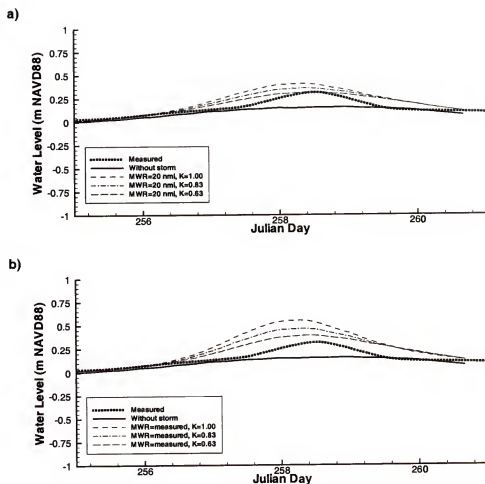 a)
1
0.75
0.5
0.25
0
-0.25
-0.5
-0.75
-1
Water Level (m NAVD88)
Measured
Without storm
MWR=20 nmi, K=1.00
MWR=20 nmi, K=0.83
MWR=20 nmi, K=0.63
256
258
260
Julian Day
b)
1
0.75
0.5
0.25
0
-0.25
-0.5
-0.75
-1
Water Level (m NAVD88)
Measured
Without storm
MWR=measured, K=1.00
MWR=measured, K=0.83
MWR=measured, K=0.63
256
258
260
Julian Day